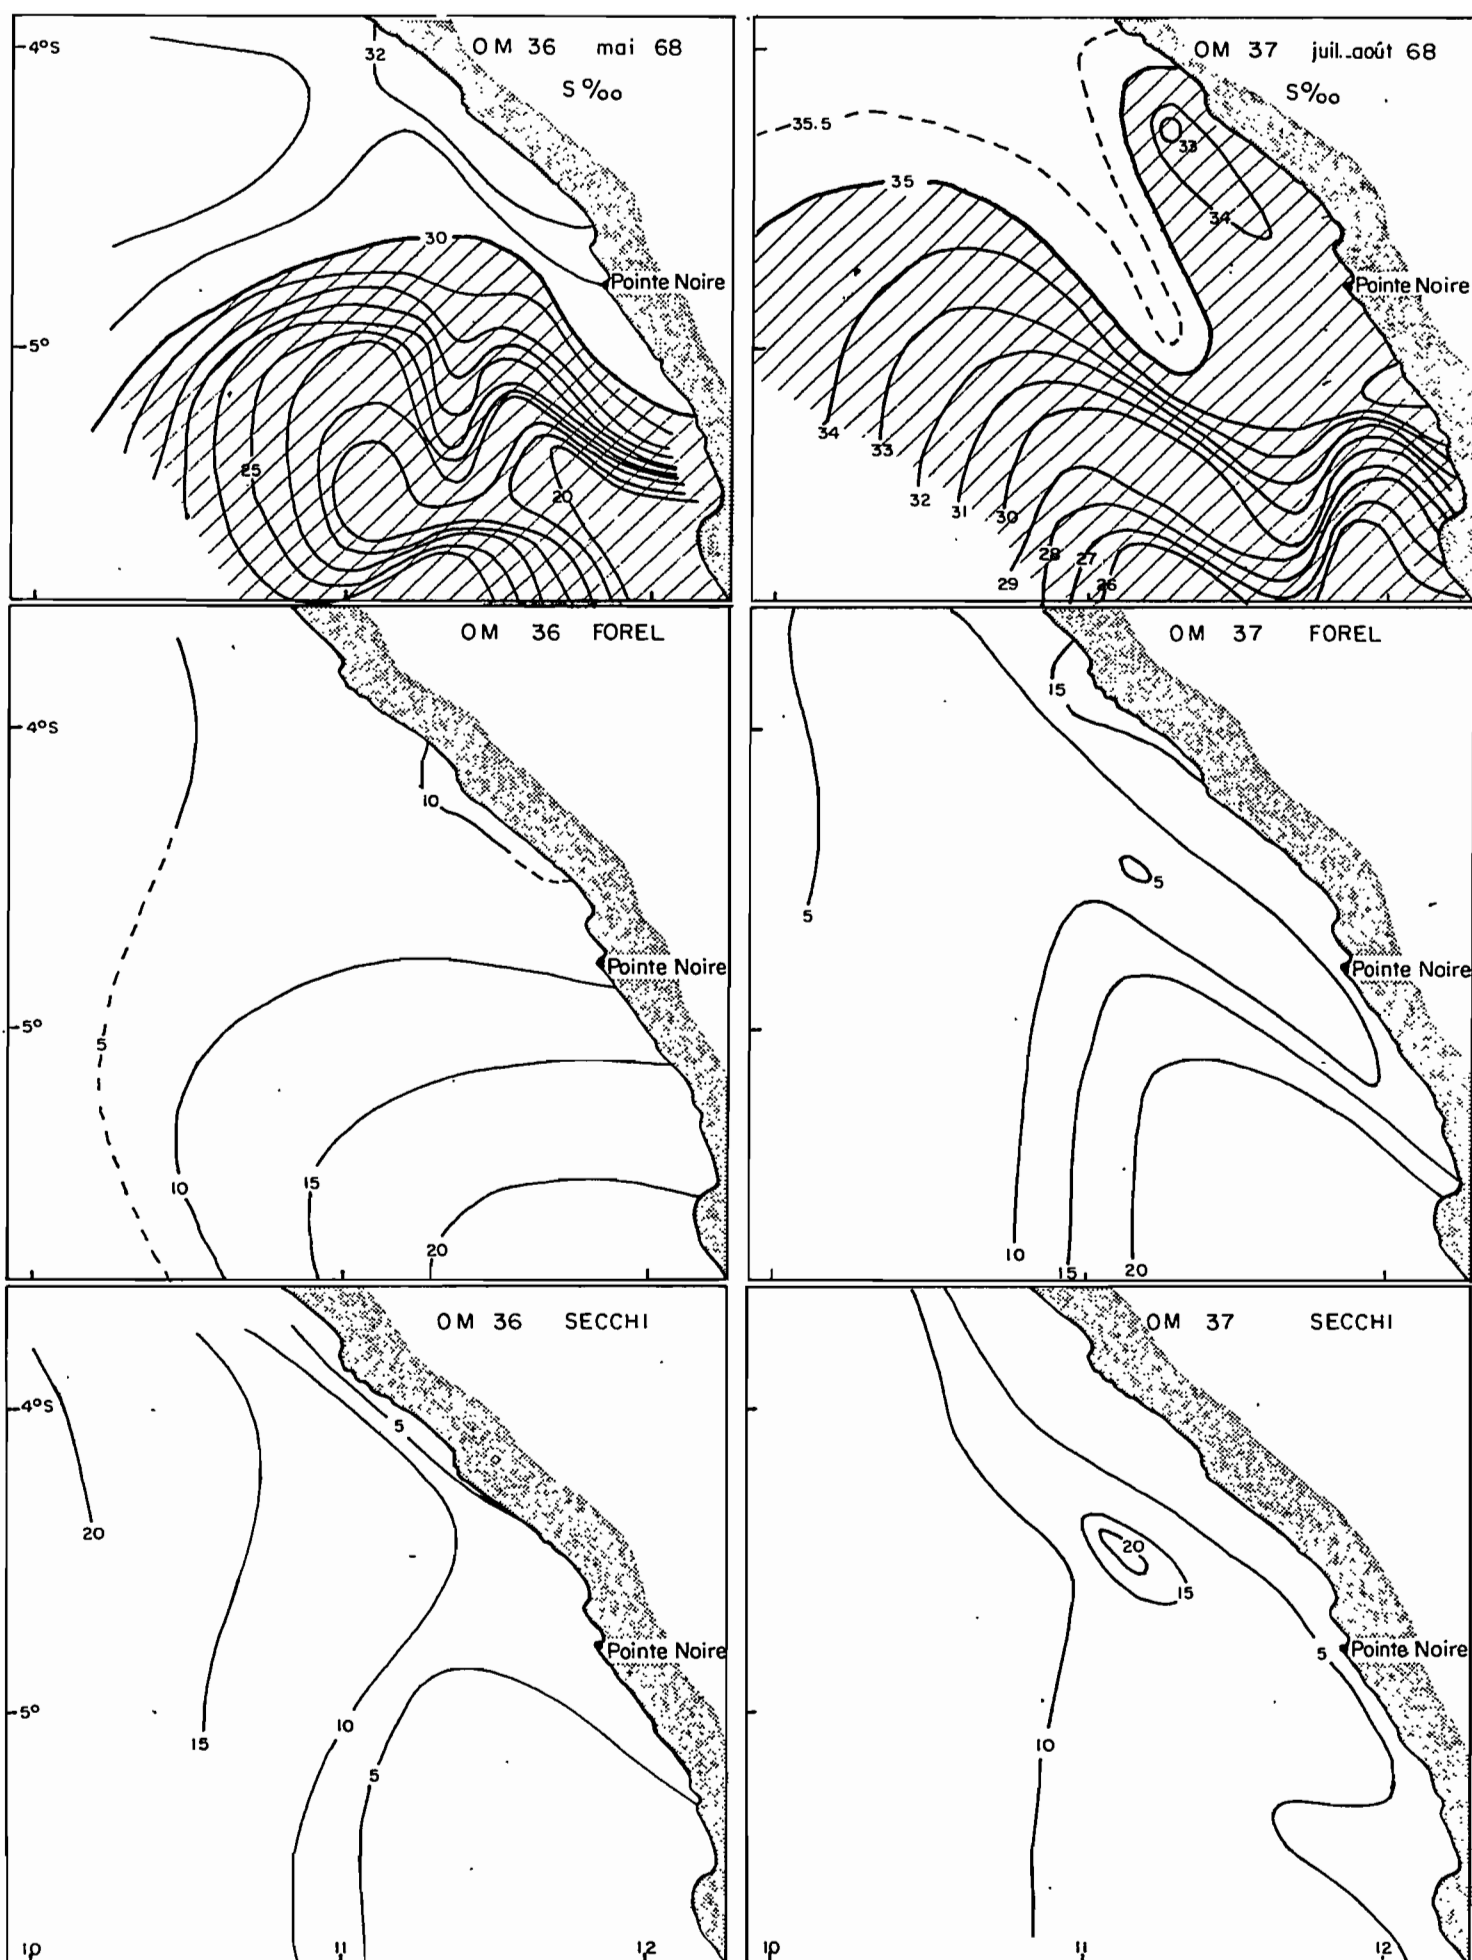 OM 36 mai 68
S‰
4°S
32
30
Pointe Noire
5°
25
20
OM 37 juil._août 68
S‰
35.5
33
35
34
Pointe Noire
34
33
32
31
30
29
28
27
26
OM 36 FOREL
4°S
10
Pointe Noire
5°
5
10
15
20
OM 37 FOREL
15
5
5
Pointe Noire
10
15
20
OM 36 SECCHI
4°S
5
20
Pointe Noire
5°
15
10
5
10
11
12
OM 37 SECCHI
20
15
5
Pointe Noire
10
10
11
12